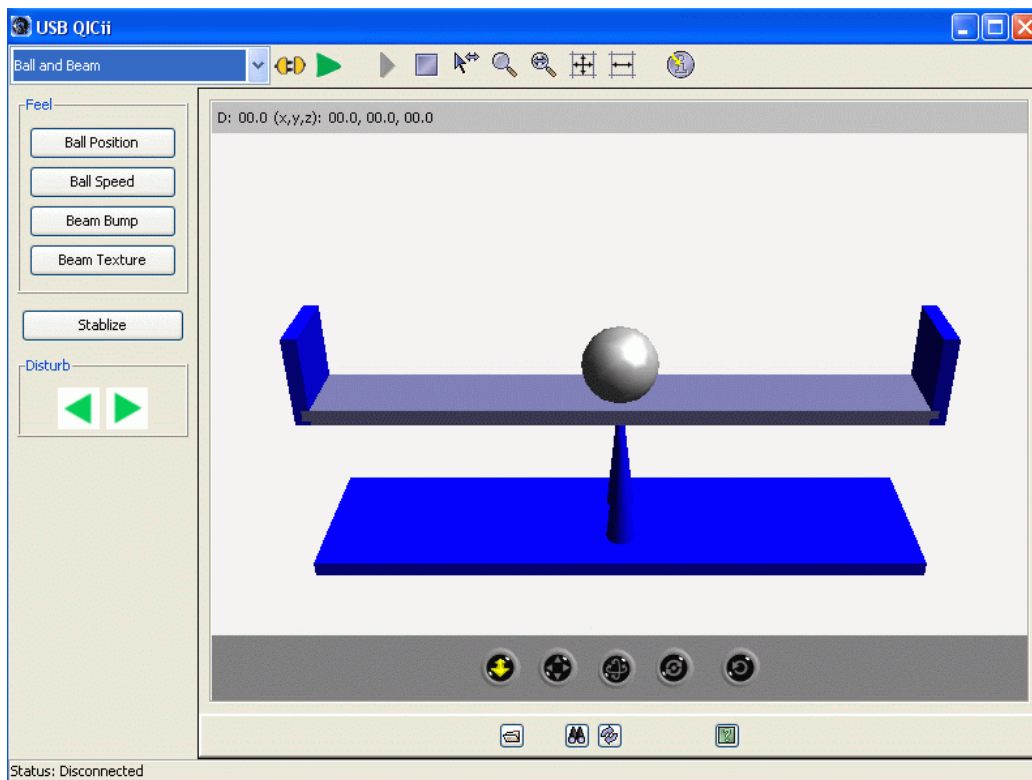 USB QICii
Ball and Beam
Feel
Ball Position
Ball Speed
Beam Bump
Beam Texture
Stablize
Disturb
D: 00.0 (x,y,z): 00.0, 00.0, 00.0
Status: Disconnected